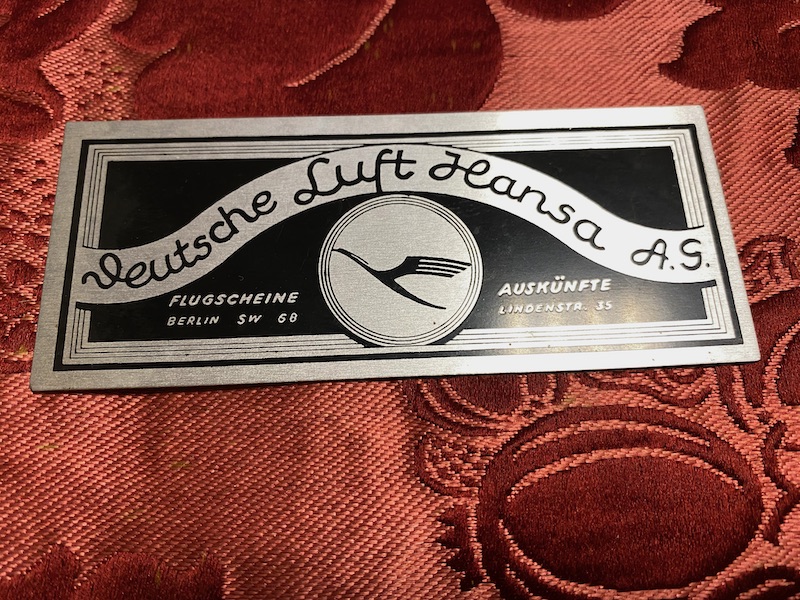 Deutsche Luft Hansa A.G.
FLUGSCHEINE
BERLIN SW 68
AUSKÜNFTE
LINDENSTR. 35